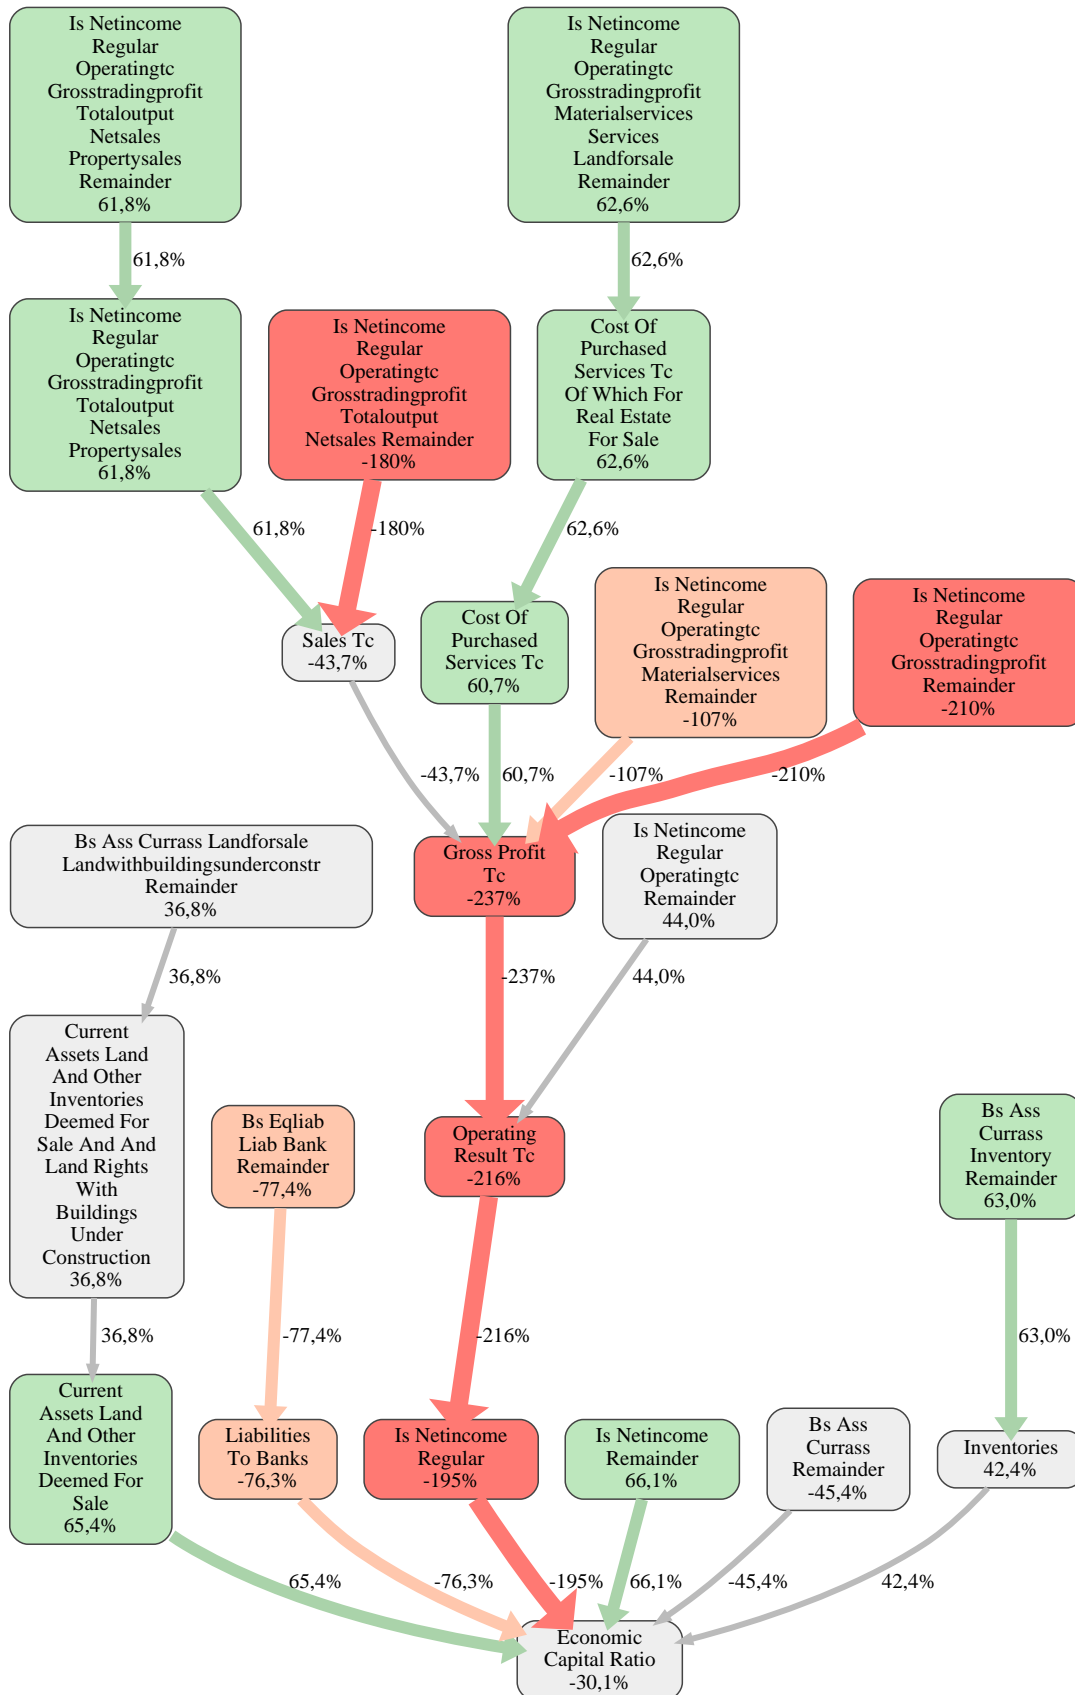 Is Netincome
Regular
Operatingtc
Grosstradingprofit
Totaloutput
Netsales
Propertysales
Remainder
61,8%
Is Netincome
Regular
Operatingtc
Grosstradingprofit
Materialservices
Services
Landforsale
Remainder
62,6%
61,8%
62,6%
Is Netincome
Regular
Operatingtc
Grosstradingprofit
Totaloutput
Netsales
Propertysales
61,8%
Is Netincome
Regular
Operatingtc
Grosstradingprofit
Totaloutput
Netsales Remainder
-180%
Cost Of
Purchased
Services Tc
Of Which For
Real Estate
For Sale
62,6%
61,8%
-180%
62,6%
Sales Tc
-43,7%
Cost Of
Purchased
Services Tc
60,7%
Is Netincome
Regular
Operatingtc
Grosstradingprofit
Materialservices
Remainder
-107%
Is Netincome
Regular
Operatingtc
Grosstradingprofit
Remainder
-210%
-43,7%
60,7%
-107%
-210%
Bs Ass Currass Landforsale
Landwithbuildingsunderconstr
Remainder
36,8%
Gross Profit
Tc
-237%
Is Netincome
Regular
Operatingtc
Remainder
44,0%
36,8%
-237%
44,0%
Current
Assets Land
And Other
Inventories
Deemed For
Sale And And
Land Rights
With
Buildings
Under
Construction
36,8%
Bs Eqliab
Liab Bank
Remainder
-77,4%
Operating
Result Tc
-216%
Bs Ass
Currass
Inventory
Remainder
63,0%
36,8%
-77,4%
-216%
63,0%
Current
Assets Land
And Other
Inventories
Deemed For
Sale
65,4%
Liabilities
To Banks
-76,3%
Is Netincome
Regular
-195%
Is Netincome
Remainder
66,1%
Bs Ass
Currass
Remainder
-45,4%
Inventories
42,4%
65,4%
-76,3%
-195%
66,1%
-45,4%
42,4%
Economic
Capital Ratio
-30,1%